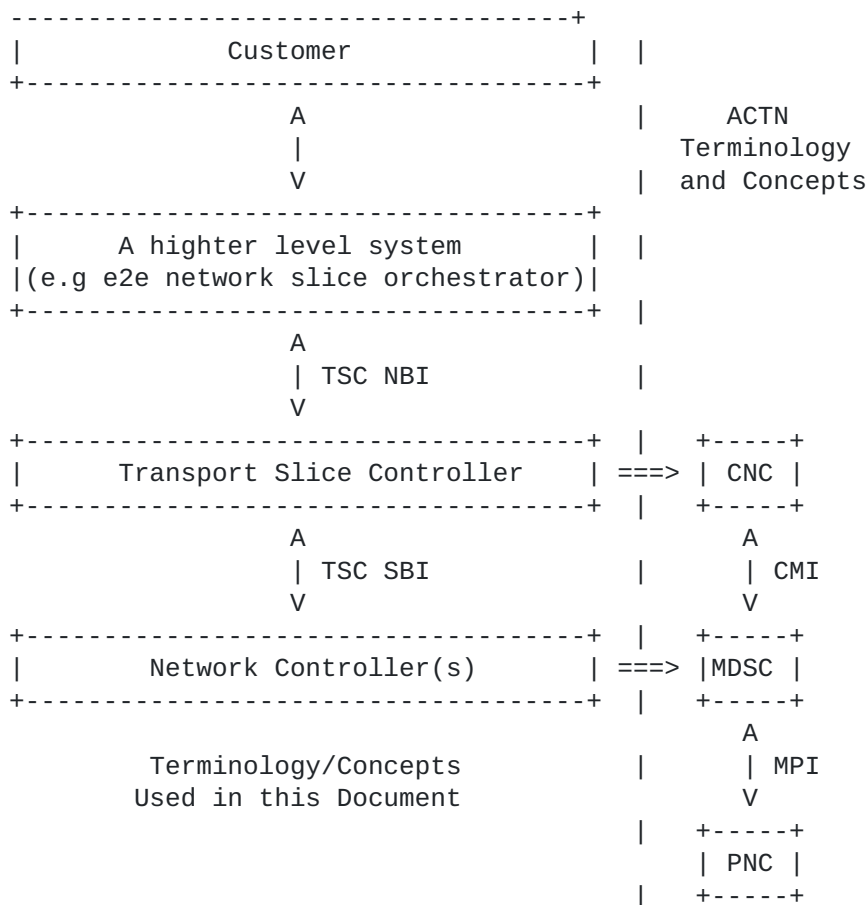 ------------------------------------+
|             Customer               |  |
+------------------------------------+
                  A                     |     ACTN
                  |                        Terminology
                  V                     |  and Concepts
+------------------------------------+
|      A highter level system        |  |
|(e.g e2e network slice orchestrator)|
+------------------------------------+  |
                  A
                  | TSC NBI             |
                  V
+------------------------------------+  |   +-----+
|      Transport Slice Controller    | ===> | CNC |
+------------------------------------+  |   +-----+
                  A                            A
                  | TSC SBI             |      | CMI
                  V                            V
+------------------------------------+  |   +-----+
|        Network Controller(s)       | ===> |MDSC |
+------------------------------------+  |   +-----+
                                               A
         Terminology/Concepts           |      | MPI
        Used in this Document                  V
                                        |   +-----+
                                            | PNC |
                                        |   +-----+